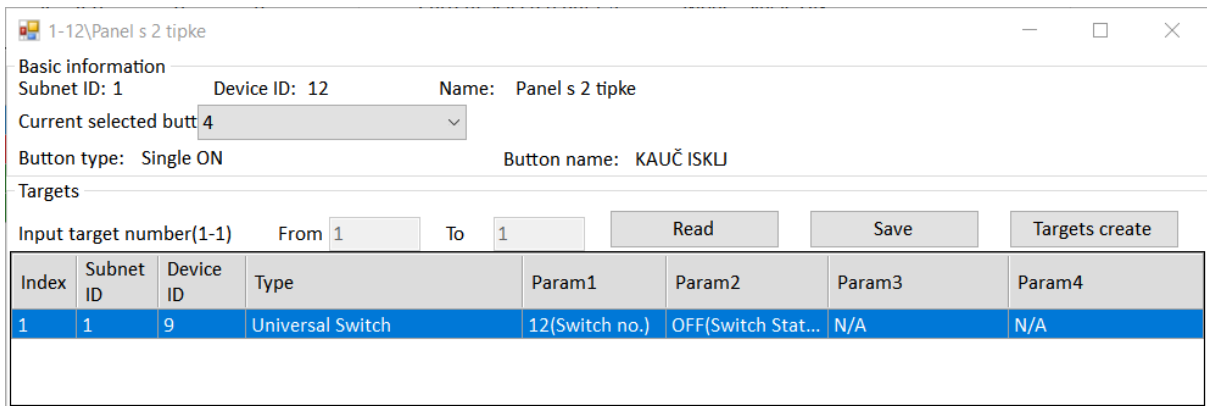 1-12\Panel s 2 tipke
Basic information
Subnet ID: 1 Device ID: 12 Name: Panel s 2 tipke
Current selected butt 4
Button type: Single ON Button name: KAUČ ISKLJ
Targets
Input target number(1-1) From 1 To 1 Read Save Targets create
Index Subnet ID Device ID Type Param1 Param2 Param3 Param4
1 1 9 Universal Switch 12(Switch no.) OFF(Switch Stat... N/A N/A